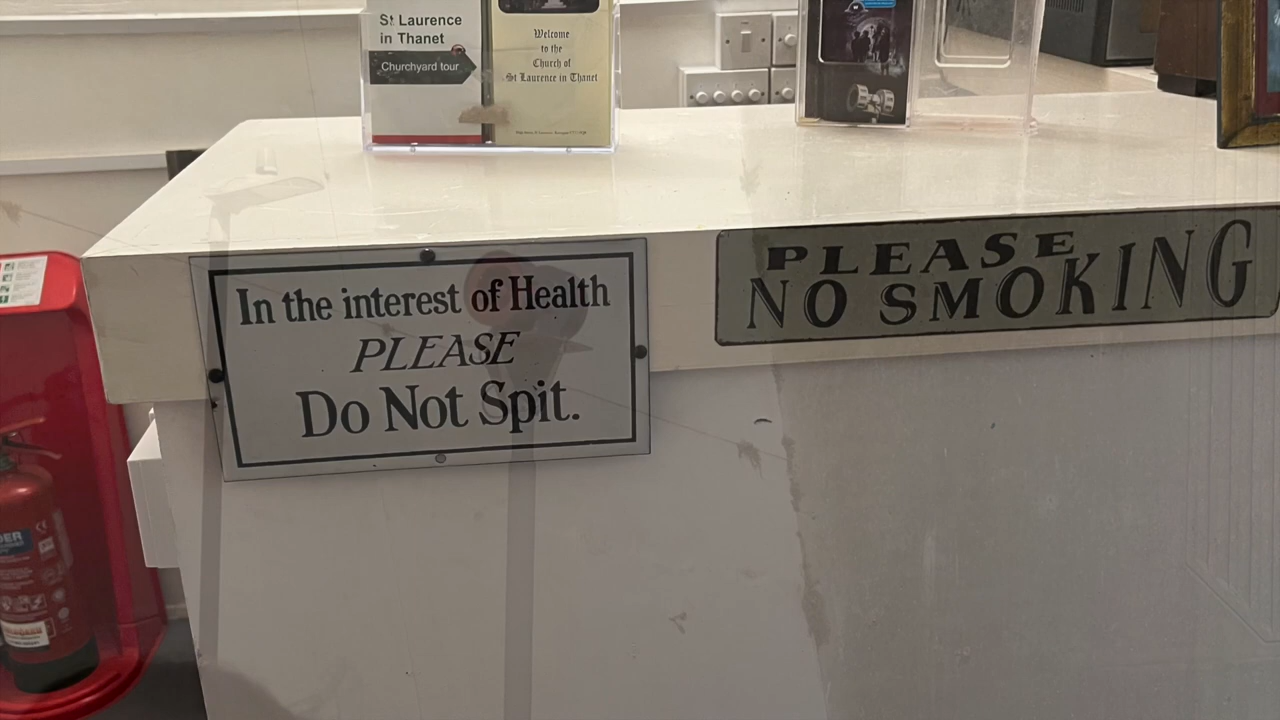 St Laurence
in Thanet
Churchyard tour
Welcome
to the
Church of
St Laurence in Thanet
In the interest of Health
PLEASE
Do Not Spit.
PLEASE
NO SMOKING